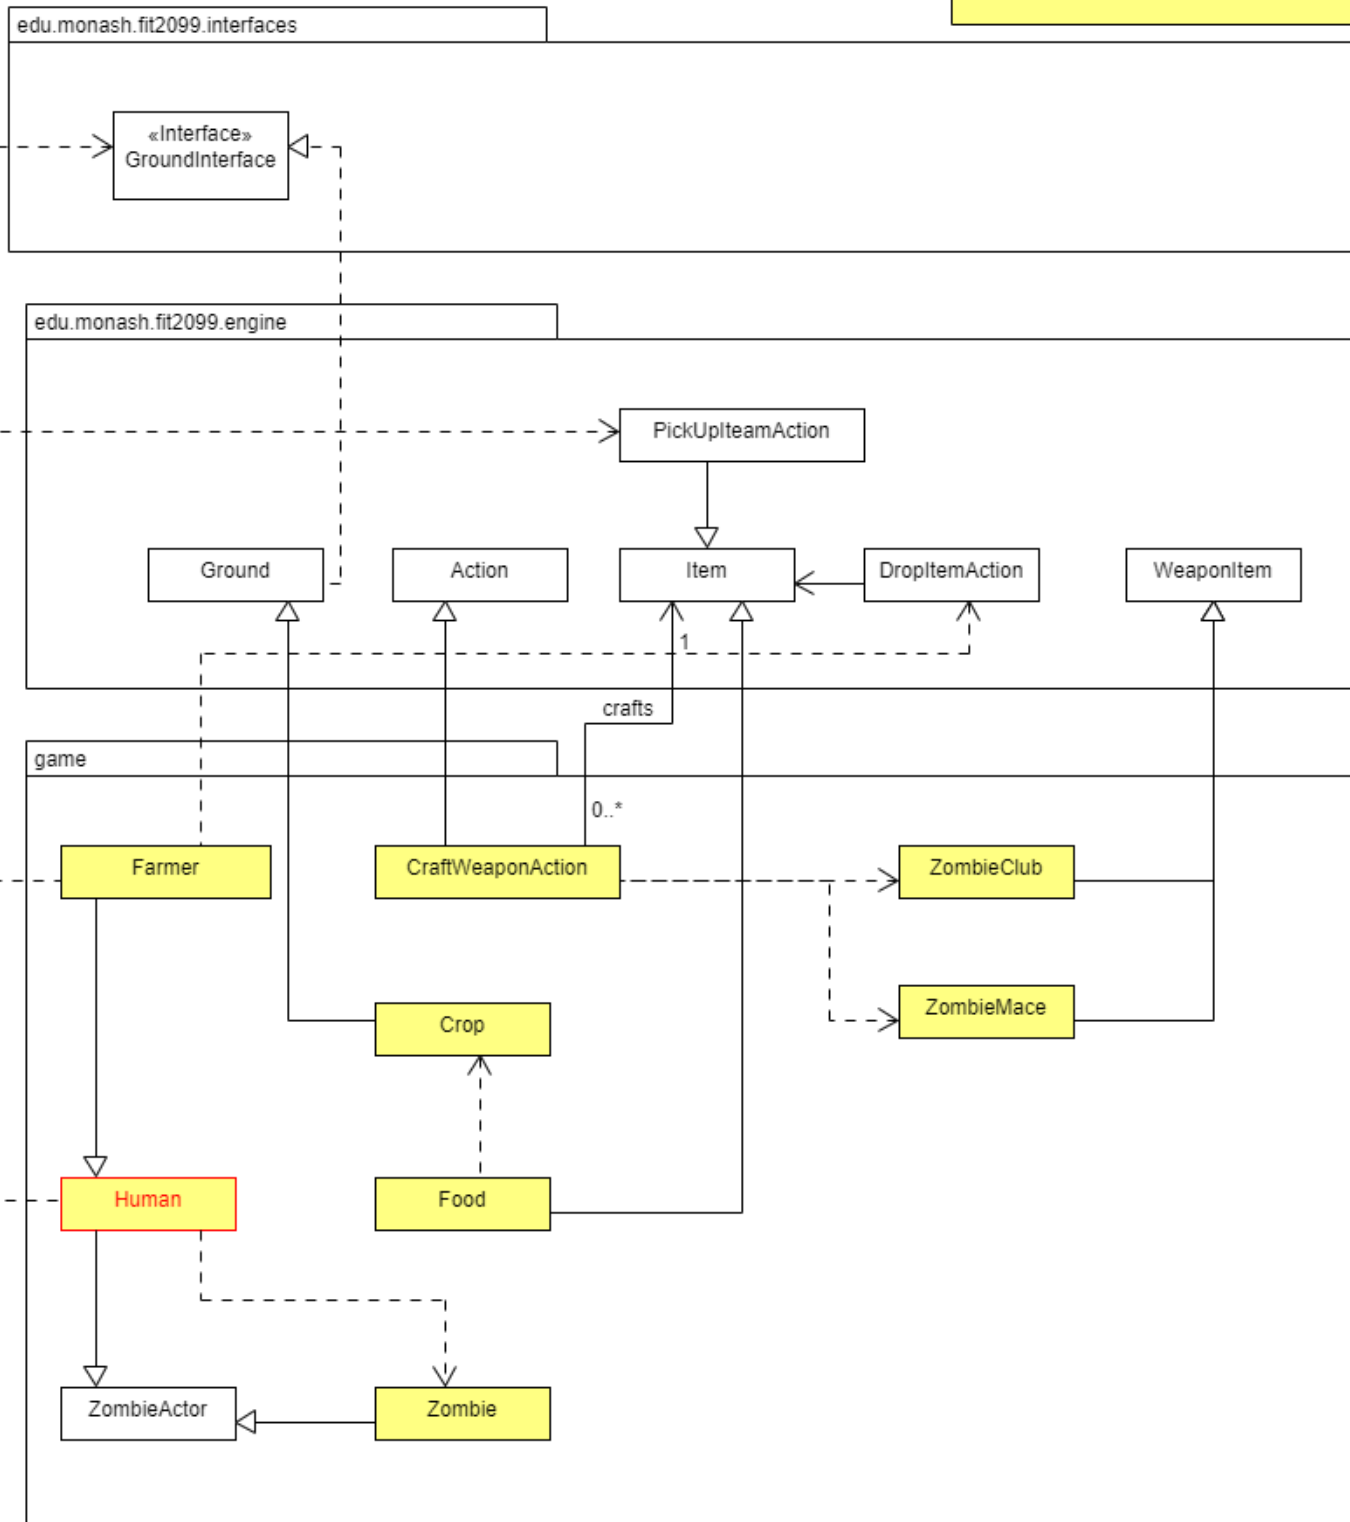 edu.monash.fit2099.interfaces
«Interface»
GroundInterface
edu.monash.fit2099.engine
PickUpIteamAction
Ground
Action
Item
DropItemAction
WeaponItem
1
crafts
game
0..*
Farmer
CraftWeaponAction
ZombieClub
ZombieMace
Crop
Human
Food
ZombieActor
Zombie